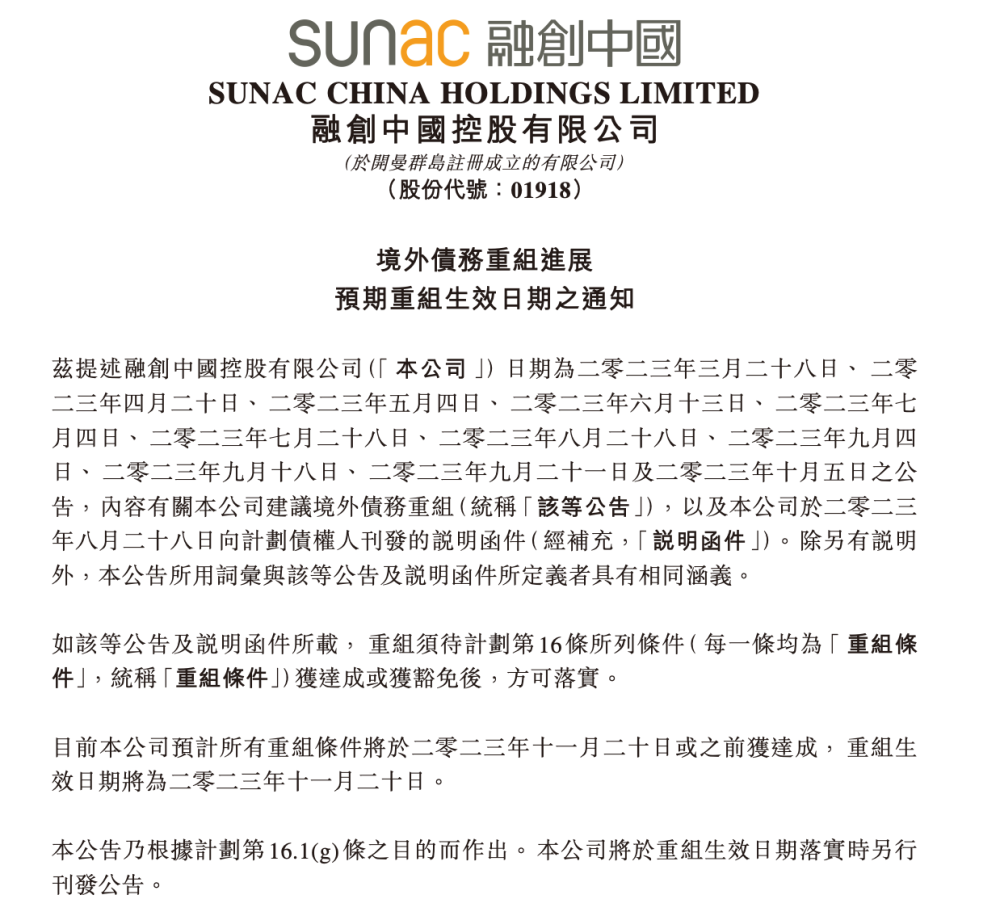 sunac 融創中國
SUNAC CHINA HOLDINGS LIMITED
融創中國控股有限公司
(於開曼群島註冊成立的有限公司)
（股份代號：01918）
境外債務重組進展
預期重組生效日期之通知
茲提述融創中國控股有限公司(「本公司」) 日期為二零二三年三月二十八日、二零
二三年四月二十日、二零二三年五月四日、二零二三年六月十三日、二零二三年七
月四日、二零二三年七月二十八日、二零二三年八月二十八日、二零二三年九月四
日、二零二三年九月十八日、二零二三年九月二十一日及二零二三年十月五日之公
告，內容有關本公司建議境外債務重組(統稱「該等公告」)，以及本公司於二零二三
年八月二十八日向計劃債權人刊發的説明函件(經補充，「説明函件」)。除另有説明
外，本公告所用詞彙與該等公告及説明函件所定義者具有相同涵義。
如該等公告及説明函件所載，重組須待計劃第16條所列條件(每一條均為「重組條
件」，統稱「重組條件」)獲達成或獲豁免後，方可落實。
目前本公司預計所有重組條件將於二零二三年十一月二十日或之前獲達成，重組生
效日期將為二零二三年十一月二十日。
本公告乃根據計劃第16.1(g)條之目的而作出。本公司將於重組生效日期落實時另行
刊發公告。